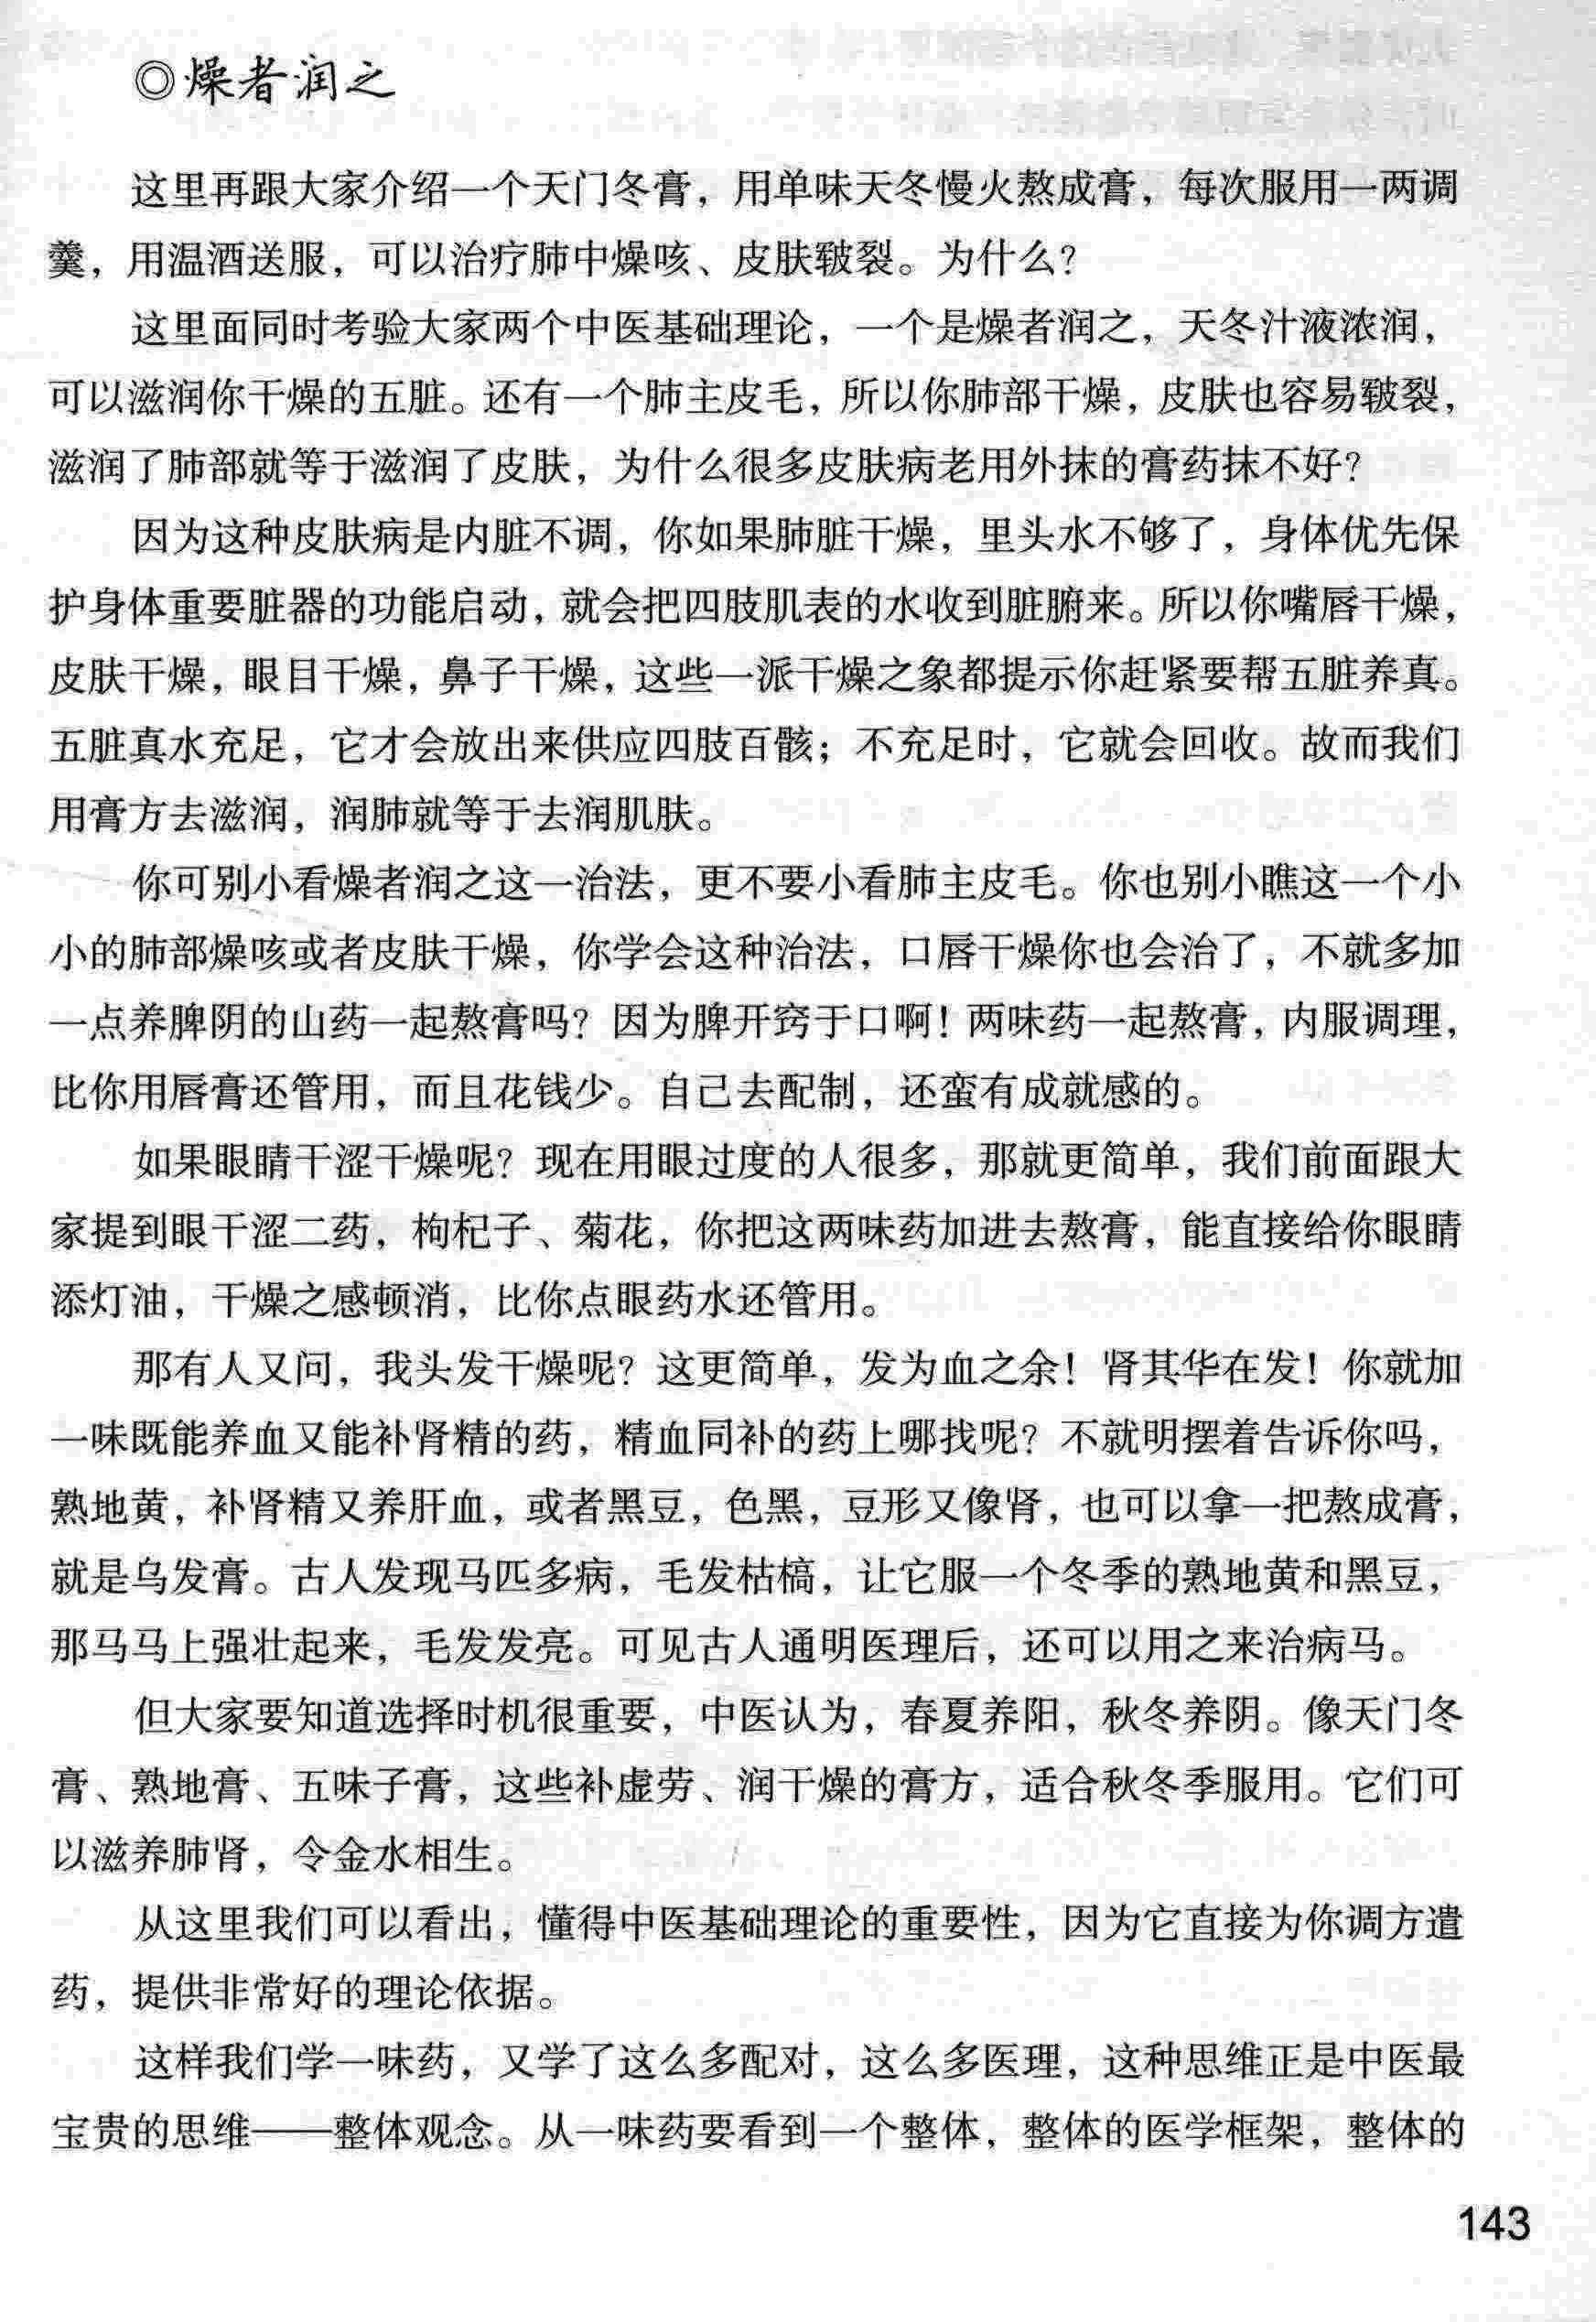 ◎燥者润之
这里再跟大家介绍一个天门冬膏，用单味天冬慢火熬成膏，每次服用一两调
羹，用温酒送服，可以治疗肺中燥咳、皮肤皲裂。为什么？
这里面同时考验大家两个中医基础理论，一个是燥者润之，天冬汁液浓润，
可以滋润你干燥的五脏。还有一个肺主皮毛，所以你肺部干燥，皮肤也容易皲裂，
滋润了肺部就等于滋润了皮肤，为什么很多皮肤病老用外抹的膏药抹不好？
因为这种皮肤病是内脏不调，你如果肺脏干燥，里头水不够了，身体优先保
护身体重要脏器的功能启动，就会把四肢肌表的水收到脏腑来。所以你嘴唇干燥，
皮肤干燥，眼目干燥，鼻子干燥，这些一派干燥之象都提示你赶紧要帮五脏养真。
五脏真水充足，它才会放出来供应四肢百骸；不充足时，它就会回收。故而我们
用膏方去滋润，润肺就等于去润肌肤。
你可别小看燥者润之这一治法，更不要小看肺主皮毛。你也别小瞧这一个小
小的肺部燥咳或者皮肤干燥，你学会这种治法，口唇干燥你也会治了，不就多加
一点养脾阴的山药一起熬膏吗？因为脾开窍于口啊！两味药一起熬膏，内服调理，
比你用唇膏还管用，而且花钱少。自己去配制，还蛮有成就感的。
如果眼睛干涩干燥呢？现在用眼过度的人很多，那就更简单，我们前面跟大
家提到眼干涩二药，枸杞子、菊花，你把这两味药加进去熬膏，能直接给你眼睛
添灯油，干燥之感顿消，比你点眼药水还管用。
那有人又问，我头发干燥呢？这更简单，发为血之余！肾其华在发！你就加
一味既能养血又能补肾精的药，精血同补的药上哪找呢？不就明摆着告诉你吗，
熟地黄，补肾精又养肝血，或者黑豆，色黑，豆形又像肾，也可以拿一把熬成膏，
就是乌发膏。古人发现马匹多病，毛发枯槁，让它服一个冬季的熟地黄和黑豆，
那马马上强壮起来，毛发发亮。可见古人通明医理后，还可以用之来治病马。
但大家要知道选择时机很重要，中医认为，春夏养阳，秋冬养阴。像天门冬
膏、熟地膏、五味子膏，这些补虚劳、润干燥的膏方，适合秋冬季服用。它们可
以滋养肺肾，令金水相生。
从这里我们可以看出，懂得中医基础理论的重要性，因为它直接为你调方遣
药，提供非常好的理论依据。
这样我们学一味药，又学了这么多配对，这么多医理，这种思维正是中医最
宝贵的思维——整体观念。从一味药要看到一个整体，整体的医学框架，整体的
143